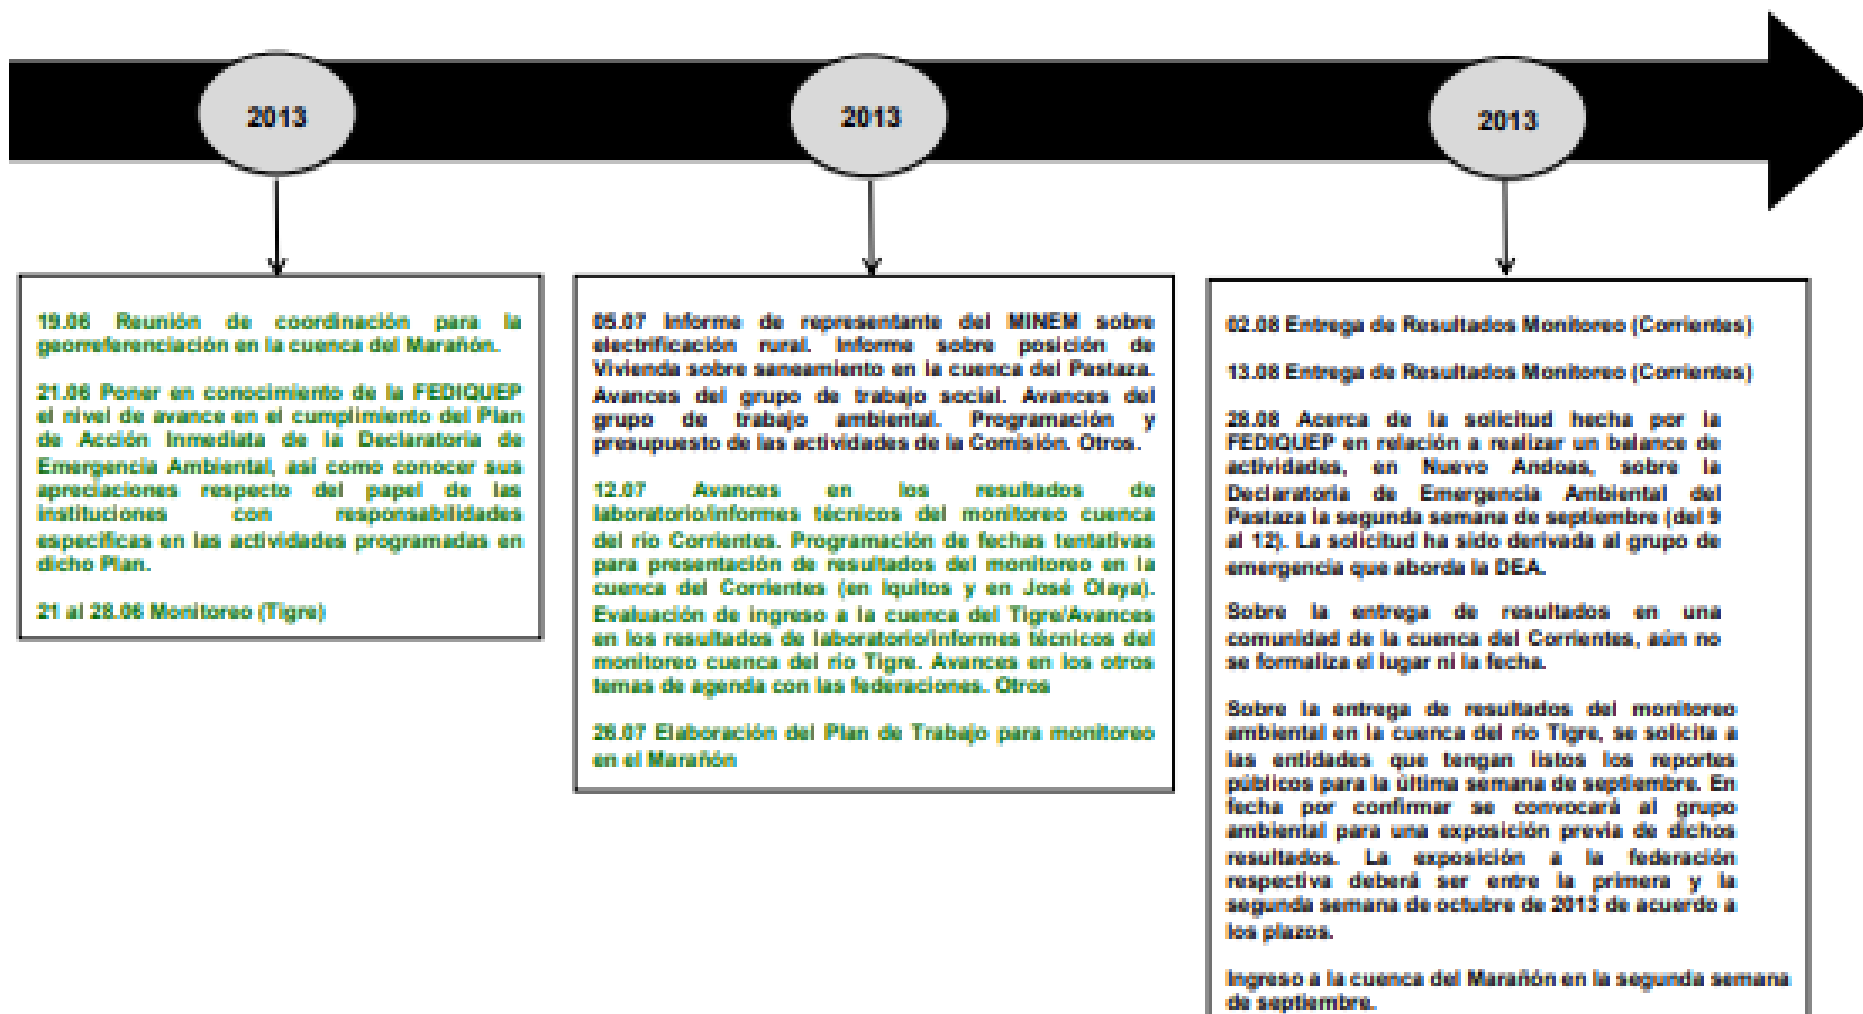 2013
2013
2013
19.06 Reunión de coordinación para la
georreferenciación en la cuenca del Marañón.
21.06 Poner en conocimiento de la FEDIQUEP
el nivel de avance en el cumplimiento del Plan
de Acción Inmediata de la Declaratoria de
Emergencia Ambiental, así como conocer sus
apreciaciones respecto del papel de las
instituciones con responsabilidades
específicas en las actividades programadas en
dicho Plan.
21 al 28.06 Monitoreo (Tigre)
05.07 Informe de representante del MINEM sobre
electrificación rural. Informe sobre posición de
Vivienda sobre saneamiento en la cuenca del Pastaza.
Avances del grupo de trabajo social. Avances del
grupo de trabajo ambiental. Programación y
presupuesto de las actividades de la Comisión. Otros.
12.07 Avances en los resultados de
laboratorio/informes técnicos del monitoreo cuenca
del río Corrientes. Programación de fechas tentativas
para presentación de resultados del monitoreo en la
cuenca del Corrientes (en Iquitos y en José Olaya).
Evaluación de ingreso a la cuenca del Tigre/Avances
en los resultados de laboratorio/informes técnicos del
monitoreo cuenca del río Tigre. Avances en los otros
temas de agenda con las federaciones. Otros
26.07 Elaboración del Plan de Trabajo para monitoreo
en el Marañón
02.08 Entrega de Resultados Monitoreo (Corrientes)
13.08 Entrega de Resultados Monitoreo (Corrientes)
28.08 Acerca de la solicitud hecha por la
FEDIQUEP en relación a realizar un balance de
actividades, en Nuevo Andoas, sobre la
Declaratoria de Emergencia Ambiental del
Pastaza la segunda semana de septiembre (del 9
al 12). La solicitud ha sido derivada al grupo de
emergencia que aborda la DEA.
Sobre la entrega de resultados en una
comunidad de la cuenca del Corrientes, aún no
se formaliza el lugar ni la fecha.
Sobre la entrega de resultados del monitoreo
ambiental en la cuenca del río Tigre, se solicita a
las entidades que tengan listos los reportes
públicos para la última semana de septiembre. En
fecha por confirmar se convocará al grupo
ambiental para una exposición previa de dichos
resultados. La exposición a la federación
respectiva deberá ser entre la primera y la
segunda semana de octubre de 2013 de acuerdo a
los plazos.
Ingreso a la cuenca del Marañón en la segunda semana
de septiembre.